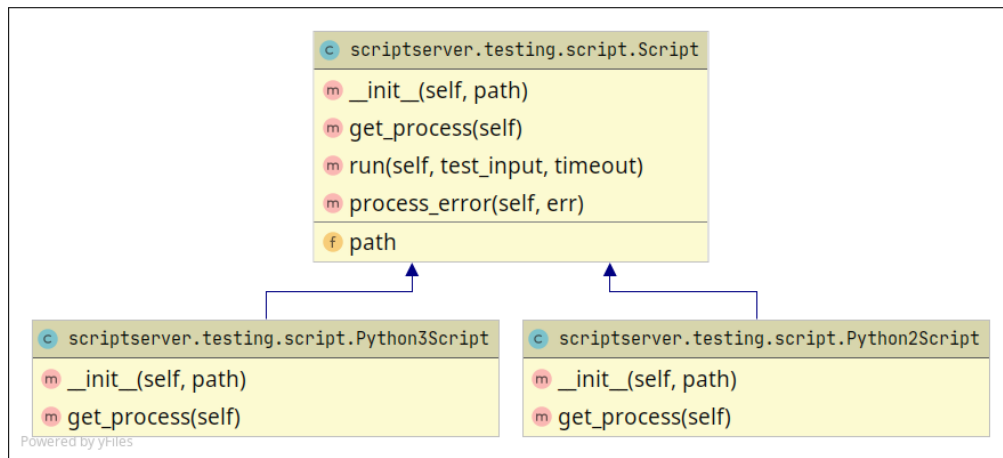 c scriptserver.testing.script.Script
m __init__(self, path)
m get_process(self)
m run(self, test_input, timeout)
m process_error(self, err)
f path
c scriptserver.testing.script.Python3Script
m __init__(self, path)
m get_process(self)
c scriptserver.testing.script.Python2Script
m __init__(self, path)
m get_process(self)
Powered by yFiles